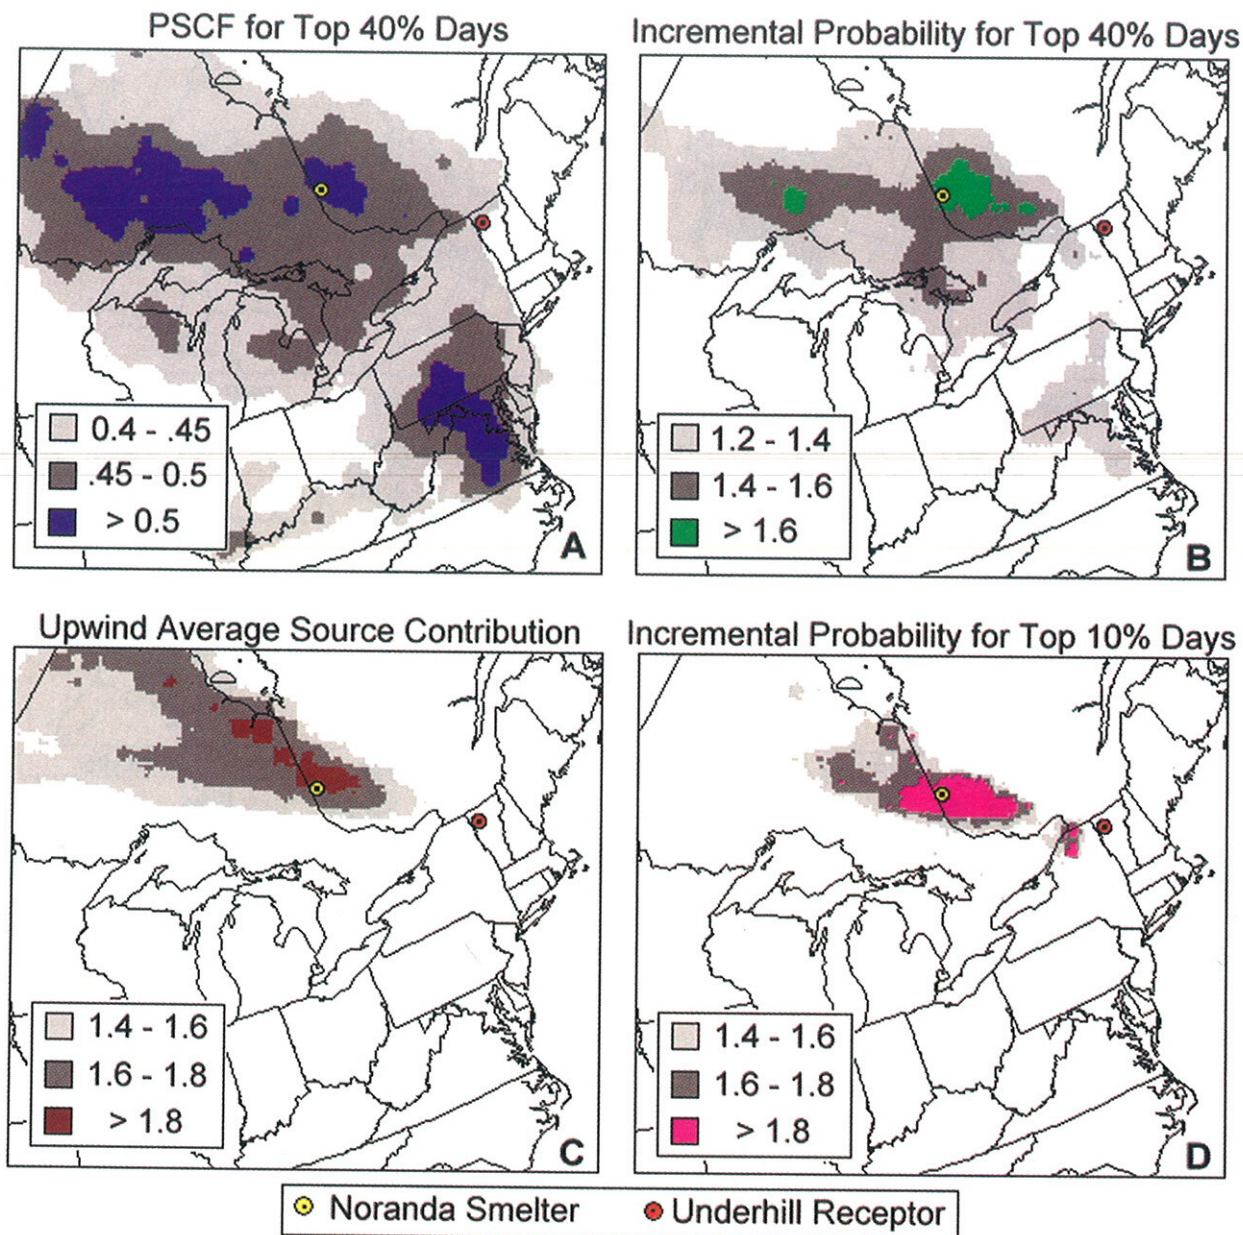 PSCF for Top 40% Days
Incremental Probability for Top 40% Days
0.4 - .45
.45 - 0.5
> 0.5
A
1.2 - 1.4
1.4 - 1.6
> 1.6
B
Upwind Average Source Contribution
Incremental Probability for Top 10% Days
1.4 - 1.6
1.6 - 1.8
> 1.8
C
1.4 - 1.6
1.6 - 1.8
> 1.8
D
Noranda Smelter
Underhill Receptor